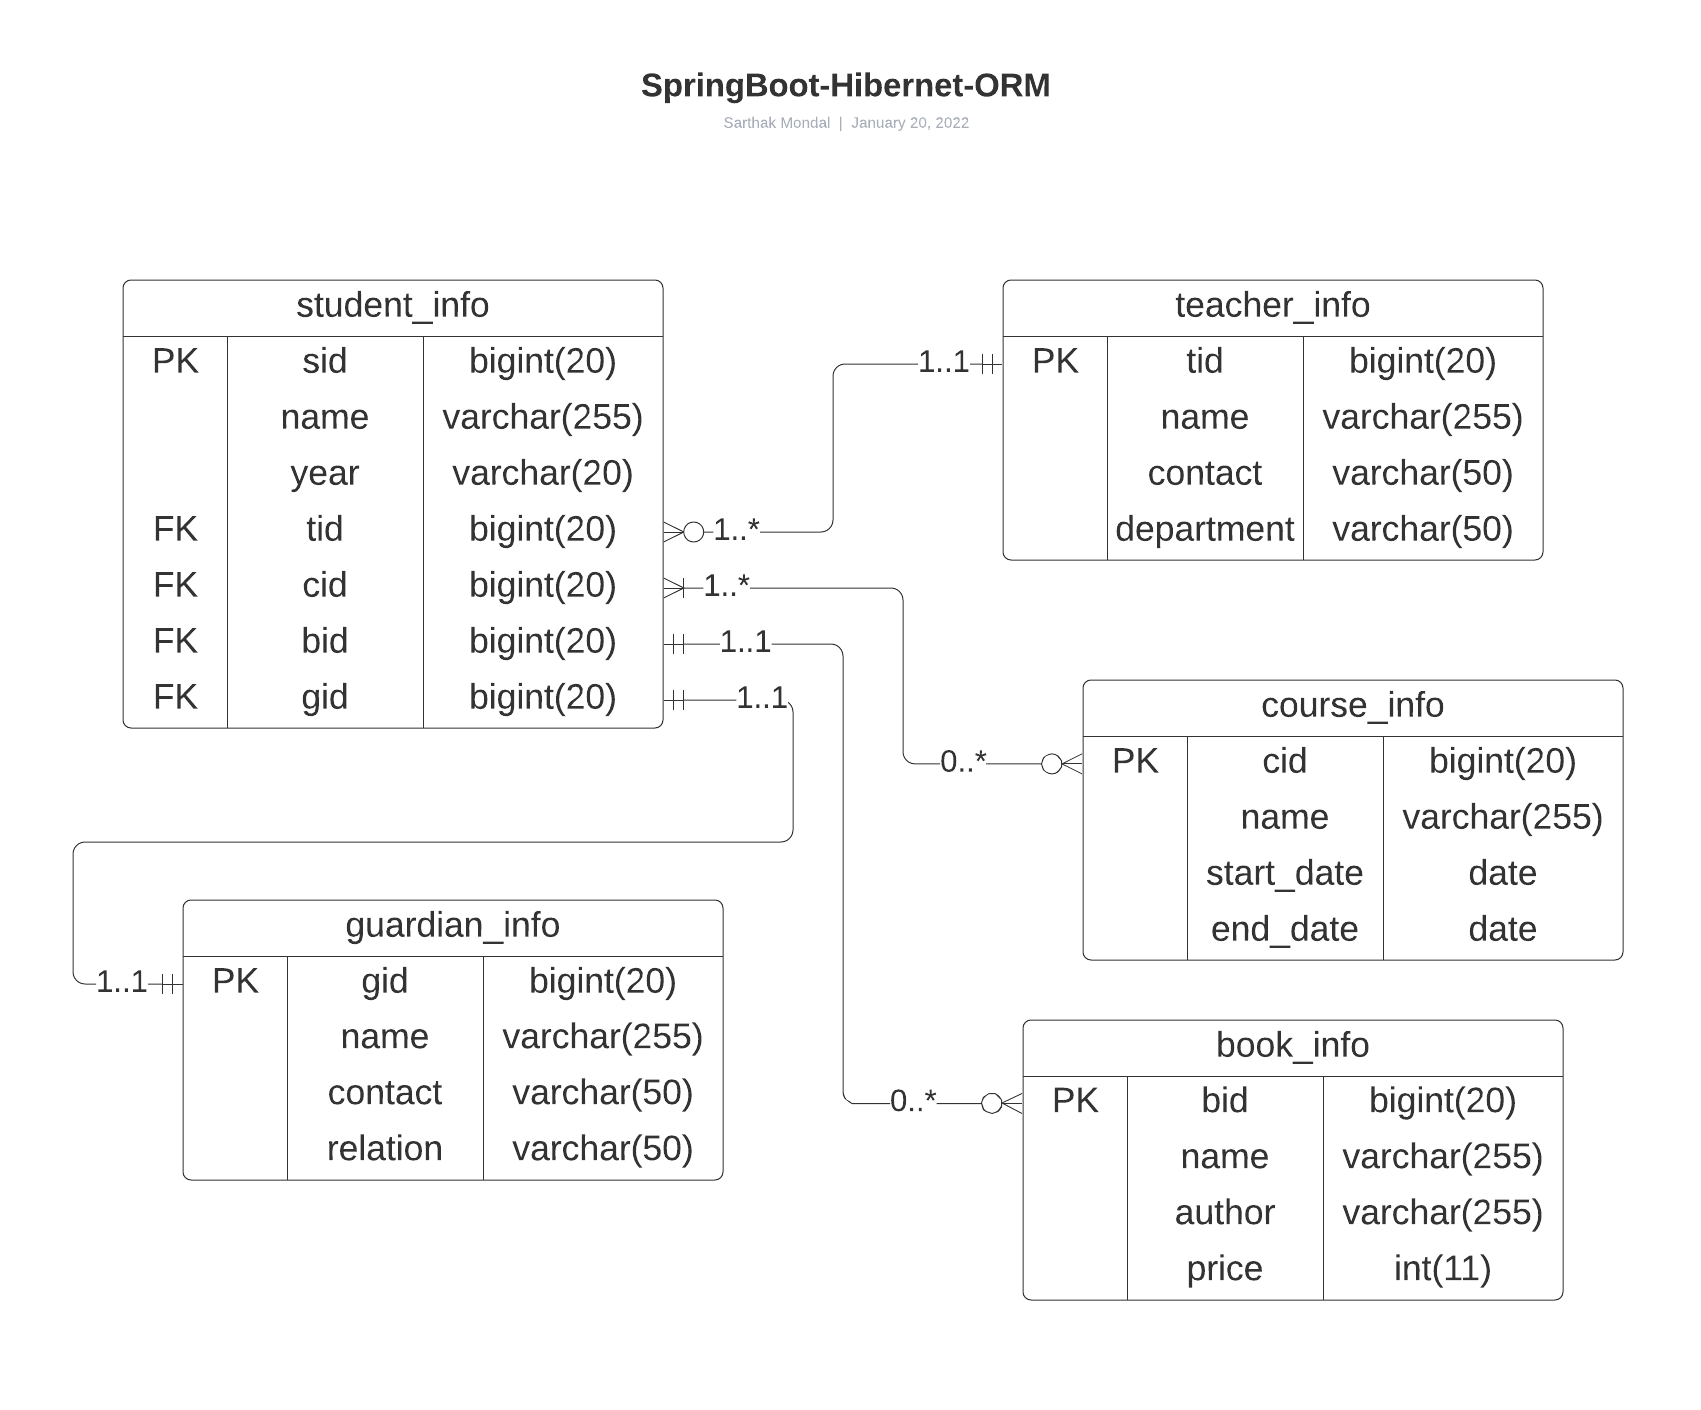 SpringBoot-Hibernet-ORM
Sarthak Mondal | January 20, 2022
student_info
PK sid bigint(20)
name varchar(255)
year varchar(20)
FK tid bigint(20)
FK cid bigint(20)
FK bid bigint(20)
FK gid bigint(20)
1..*
1..*
1..1
1..1
teacher_info
1..1
PK tid bigint(20)
name varchar(255)
contact varchar(50)
department varchar(50)
course_info
0..*
PK cid bigint(20)
name varchar(255)
start_date date
end_date date
guardian_info
1..1
PK gid bigint(20)
name varchar(255)
contact varchar(50)
relation varchar(50)
book_info
0..*
PK bid bigint(20)
name varchar(255)
author varchar(255)
price int(11)